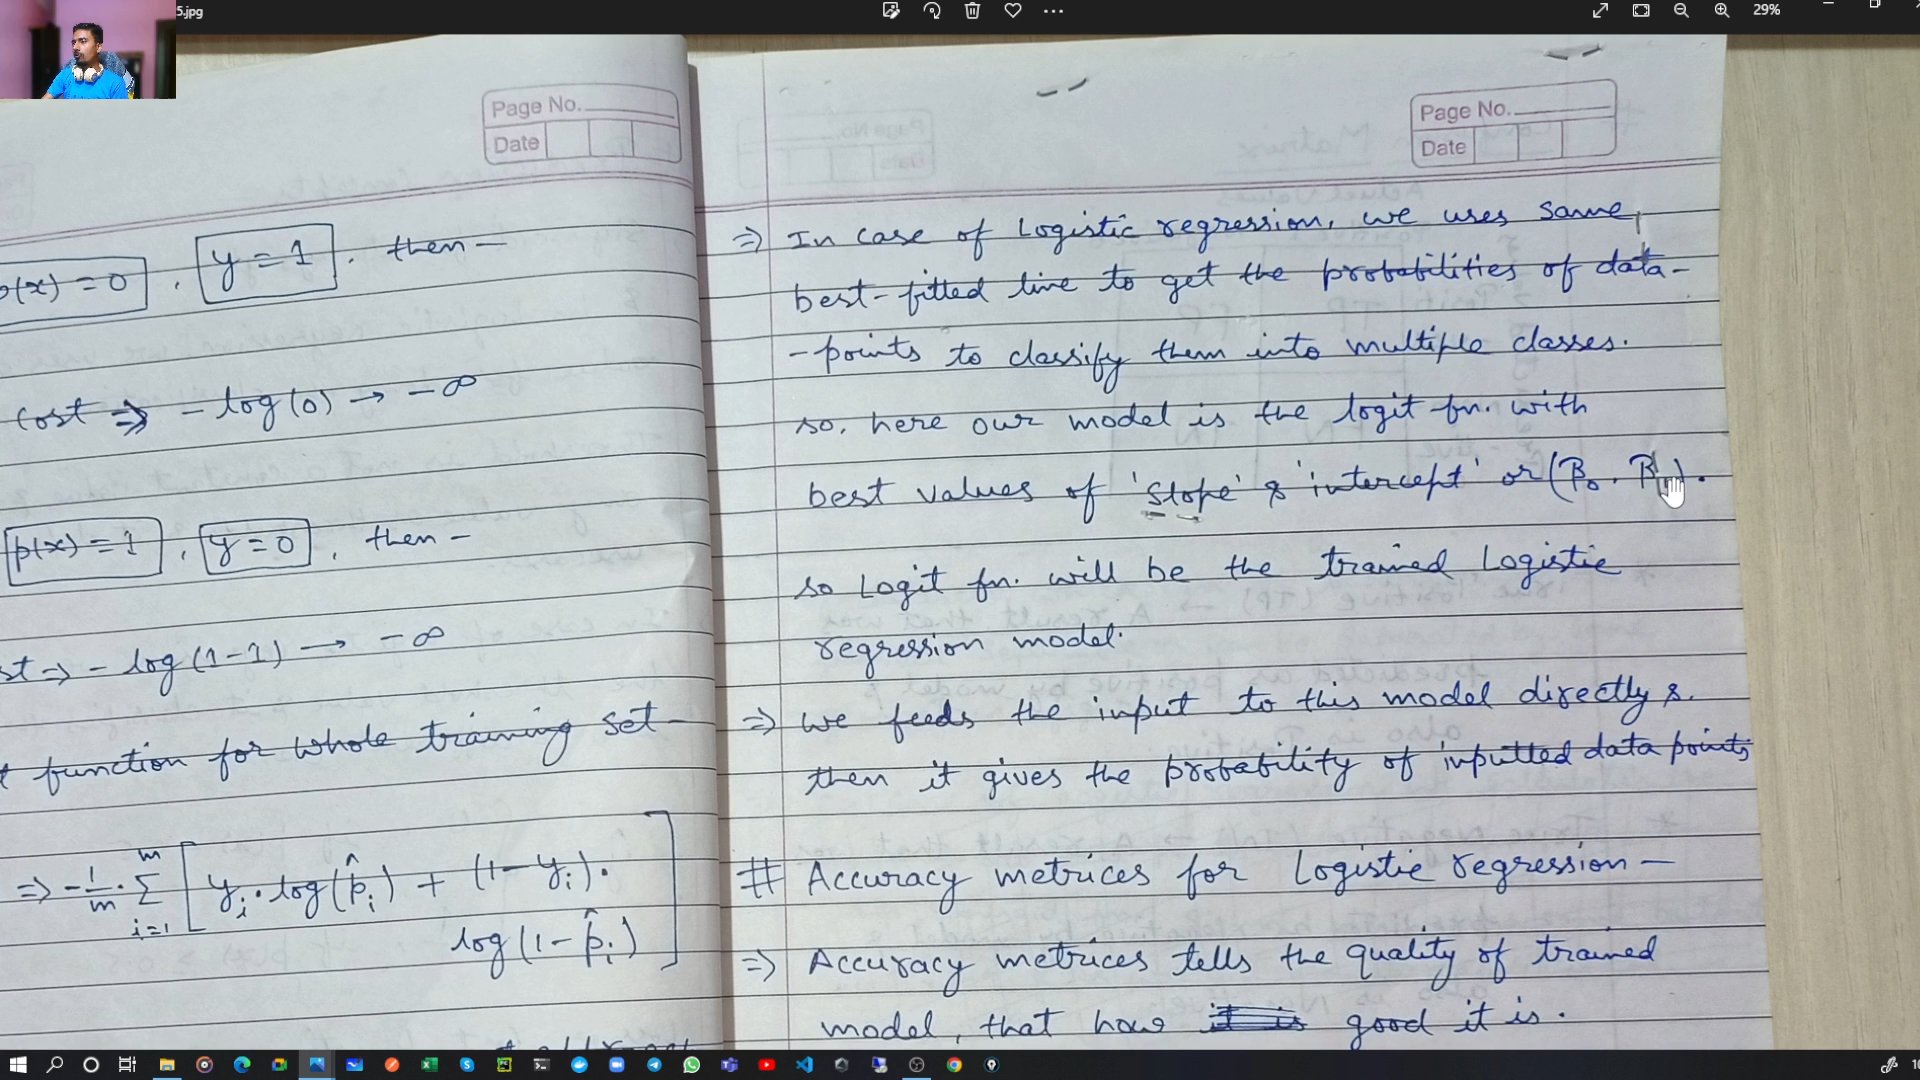 5.jpg
29%
Page No.
Date
p(x) = 0 , y = 1 , then —
cost ⇒ - log(0) → - ∞
p(x) = 1 , y = 0 , then —
st ⇒ - log(1-1) → - ∞
function for whole training set —
⇒ -1/m . Σ i=1 m [ yi . log(p̂i) + (1-yi) .
log(1-p̂i) ]
Page No.
Date
⇒ In case of Logistic regression, we uses same
best-fitted line to get the probabilities of data-
-points to classify them into multiple classes.
so, here our model is the logit fn. with
best values of 'slope' & 'intercept' or (β0, β1).
so Logit fn. will be the trained Logistic
regression model.
⇒ we feeds the input to this model directly &
then it gives the probability of inputted data points
# Accuracy metrices for Logistic regression —
⇒ Accuracy metrices tells the quality of trained
model, that how good it is.